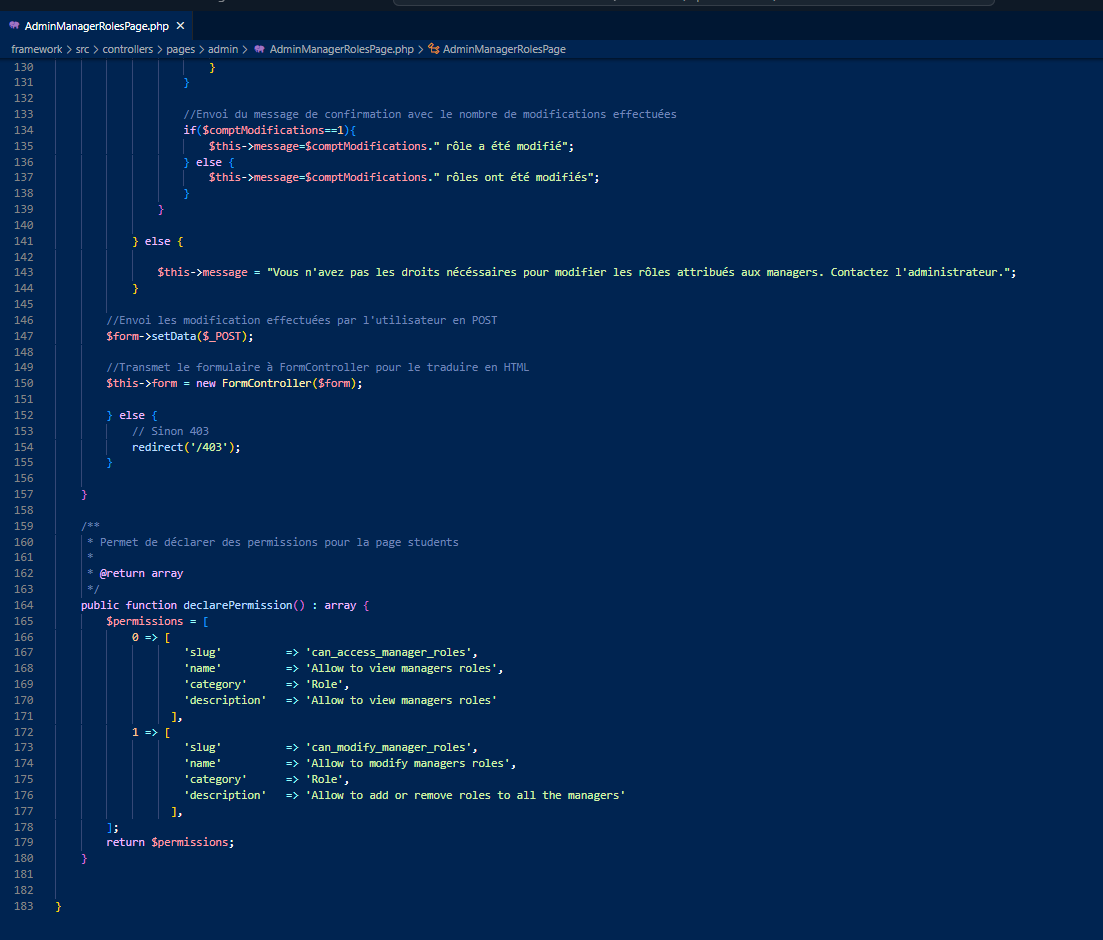 AdminManagerRolesPage.php ×
framework > src > controllers > pages > admin > AdminManagerRolesPage.php > AdminManagerRolesPage
130 }
131 }
132
133 //Envoi du message de confirmation avec le nombre de modifications effectuées
134 if($comptModifications==1){
135 $this->message=$comptModifications." rôle a été modifié";
136 } else {
137 $this->message=$comptModifications." rôles ont été modifiés";
138 }
139 }
140
141 } else {
142
143 $this->message = "Vous n'avez pas les droits nécéssaires pour modifier les rôles attribués aux managers. Contactez l'administrateur.";
144 }
145
146 //Envoi les modification effectuées par l'utilisateur en POST
147 $form->setData($_POST);
148
149 //Transmet le formulaire à FormController pour le traduire en HTML
150 $this->form = new FormController($form);
151
152 } else {
153 // Sinon 403
154 redirect('/403');
155 }
156
157 }
158
159 /**
160 * Permet de déclarer des permissions pour la page students
161 *
162 * @return array
163 */
164 public function declarePermission() : array {
165 $permissions = [
166 0 => [
167 'slug' => 'can_access_manager_roles',
168 'name' => 'Allow to view managers roles',
169 'category' => 'Role',
170 'description' => 'Allow to view managers roles'
171 ],
172 1 => [
173 'slug' => 'can_modify_manager_roles',
174 'name' => 'Allow to modify managers roles',
175 'category' => 'Role',
176 'description' => 'Allow to add or remove roles to all the managers'
177 ],
178 ];
179 return $permissions;
180 }
181
182
183 }